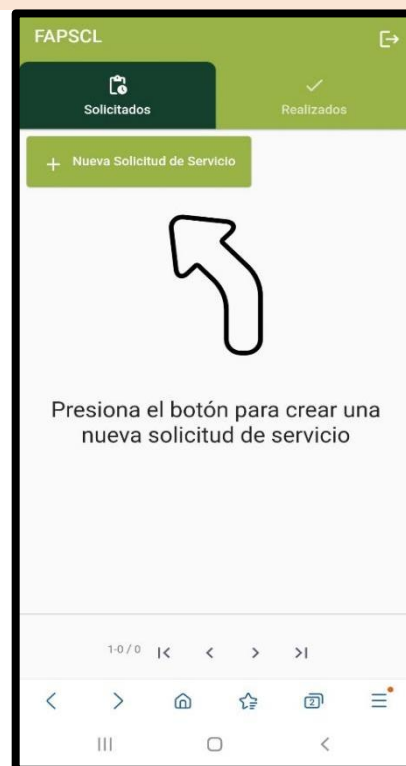 FAPSCL
Solicitados
Realizados
+ Nueva Solicitud de Servicio
Presiona el botón para crear una
nueva solicitud de servicio
1-0 / 0
2